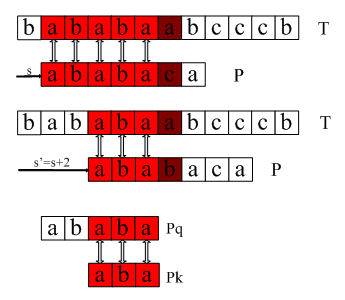 b a b a b a a b c c c b T
s a b a b a c a P
b a b a b a a b c c c b T
s'=s+2 a b a b a c a P
a b a b a Pq
a b a Pk